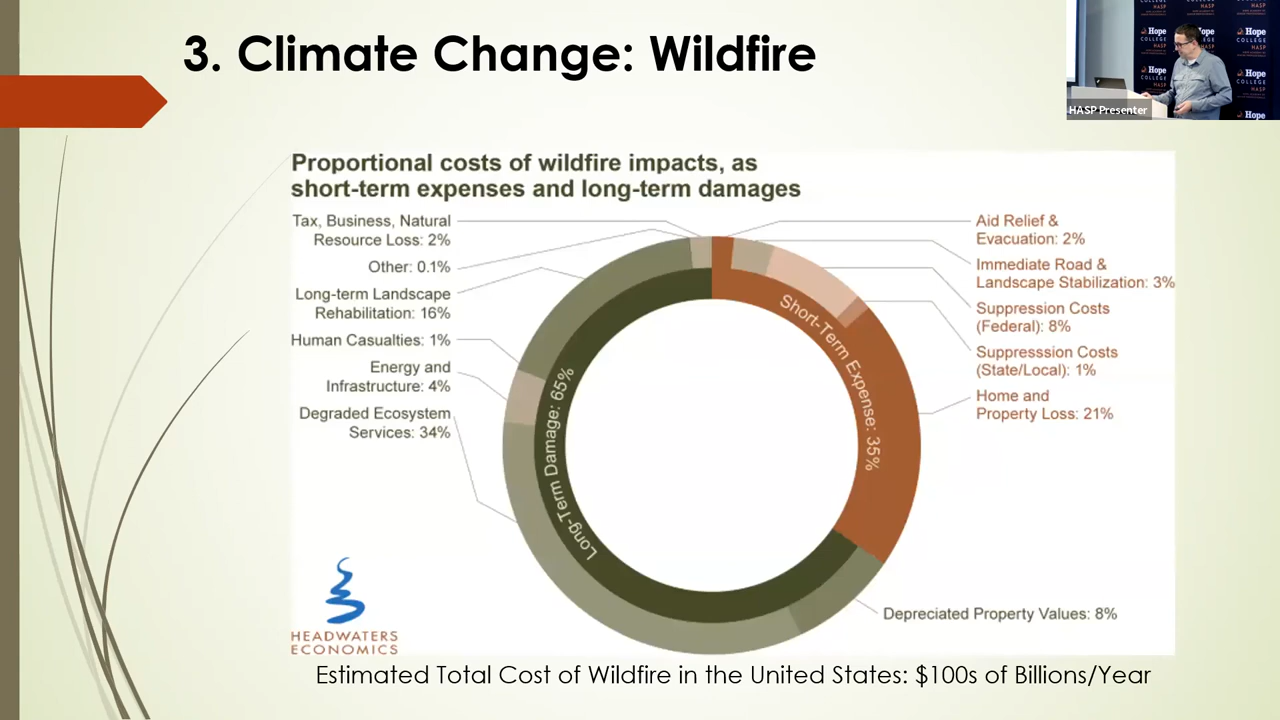 3. Climate Change: Wildfire
Hope
COLLEGE
HASP
HASP Presenter
Proportional costs of wildfire impacts, as
short-term expenses and long-term damages
Tax, Business, Natural
Resource Loss: 2%
Other: 0.1%
Long-term Landscape
Rehabilitation: 16%
Human Casualties: 1%
Energy and
Infrastructure: 4%
Degraded Ecosystem
Services: 34%
Aid Relief &
Evacuation: 2%
Immediate Road &
Landscape Stabilization: 3%
Suppression Costs
(Federal): 8%
Suppresssion Costs
(State/Local): 1%
Home and
Property Loss: 21%
Short-Term Expense: 35%
Long-Term Damage: 65%
Depreciated Property Values: 8%
HEADWATERS
ECONOMICS
Estimated Total Cost of Wildfire in the United States: $100s of Billions/Year